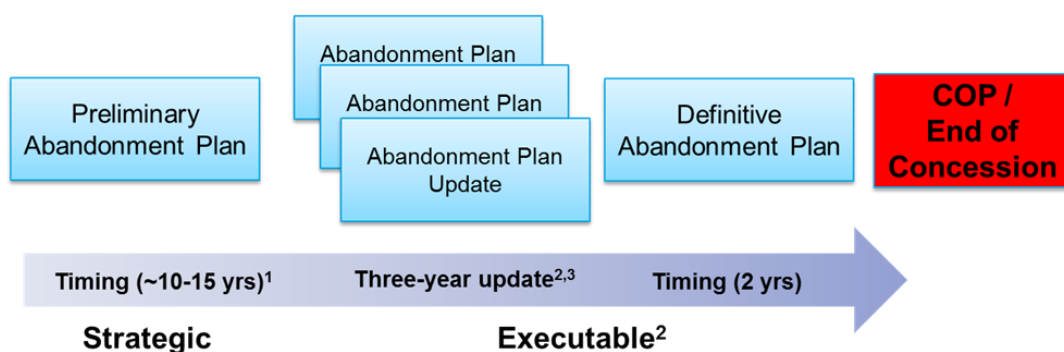 Preliminary
Abandonment Plan
Abandonment Plan
Abandonment Plan
Abandonment Plan
Update
Definitive
Abandonment Plan
COP /
End of
Concession
Timing (~10-15 yrs)¹
Three-year update²,³
Timing (2 yrs)
Strategic
Executable²